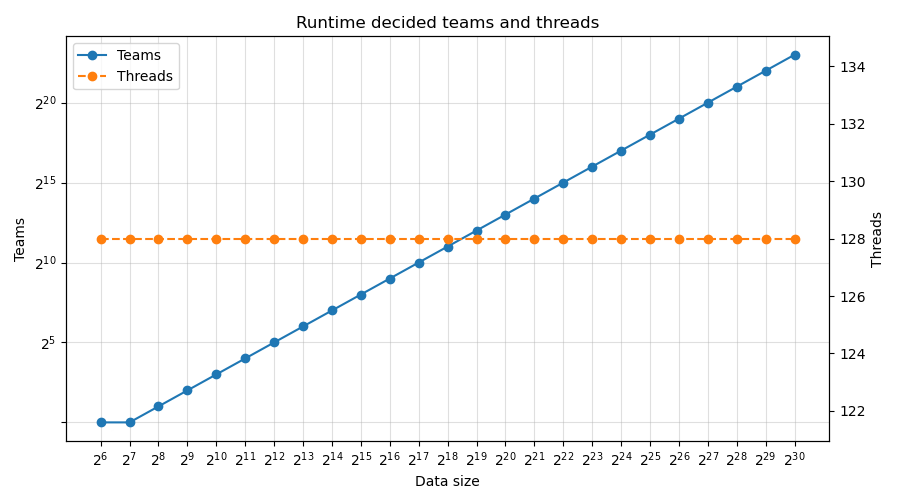 Runtime decided teams and threads
Teams
Threads
2^20
2^15
2^10
2^5
Teams
134
132
130
128
126
124
122
Threads
2^6 2^7 2^8 2^9 2^10 2^11 2^12 2^13 2^14 2^15 2^16 2^17 2^18 2^19 2^20 2^21 2^22 2^23 2^24 2^25 2^26 2^27 2^28 2^29 2^30
Data size